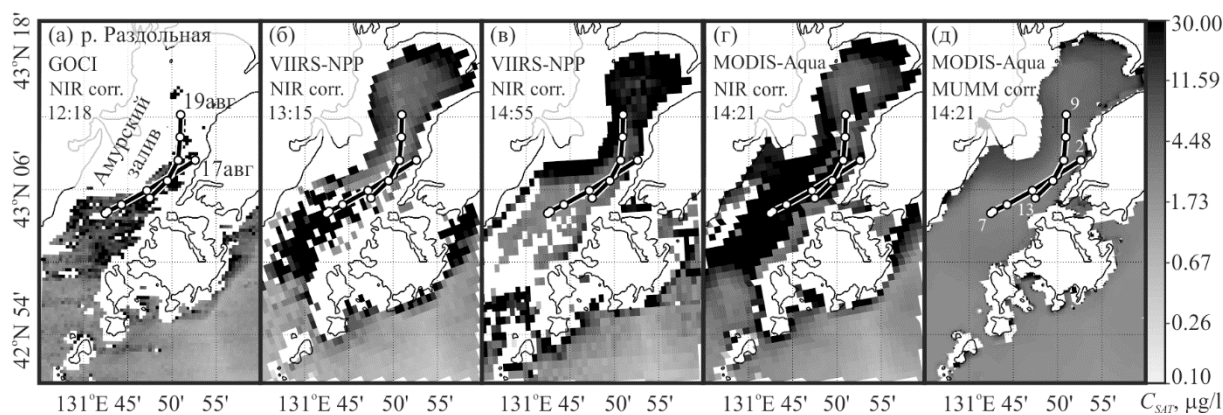 (а) р. Раздольная
GOCI
NIR corr.
12:18
19авг
17авг
Амурский
залив
(б)
VIIRS-NPP
NIR corr.
13:15
(в)
VIIRS-NPP
NIR corr.
14:55
(г)
MODIS-Aqua
NIR corr.
14:21
(д)
MODIS-Aqua
MUMM corr.
14:21
9
2
13
7
43°N 18'
43°N 06'
42°N 54'
131°E 45' 50' 55'
131°E 45' 50' 55'
131°E 45' 50' 55'
131°E 45' 50' 55'
131°E 45' 50' 55'
30.00
11.59
4.48
1.73
0.67
0.26
0.10
C_SAT, µg/l